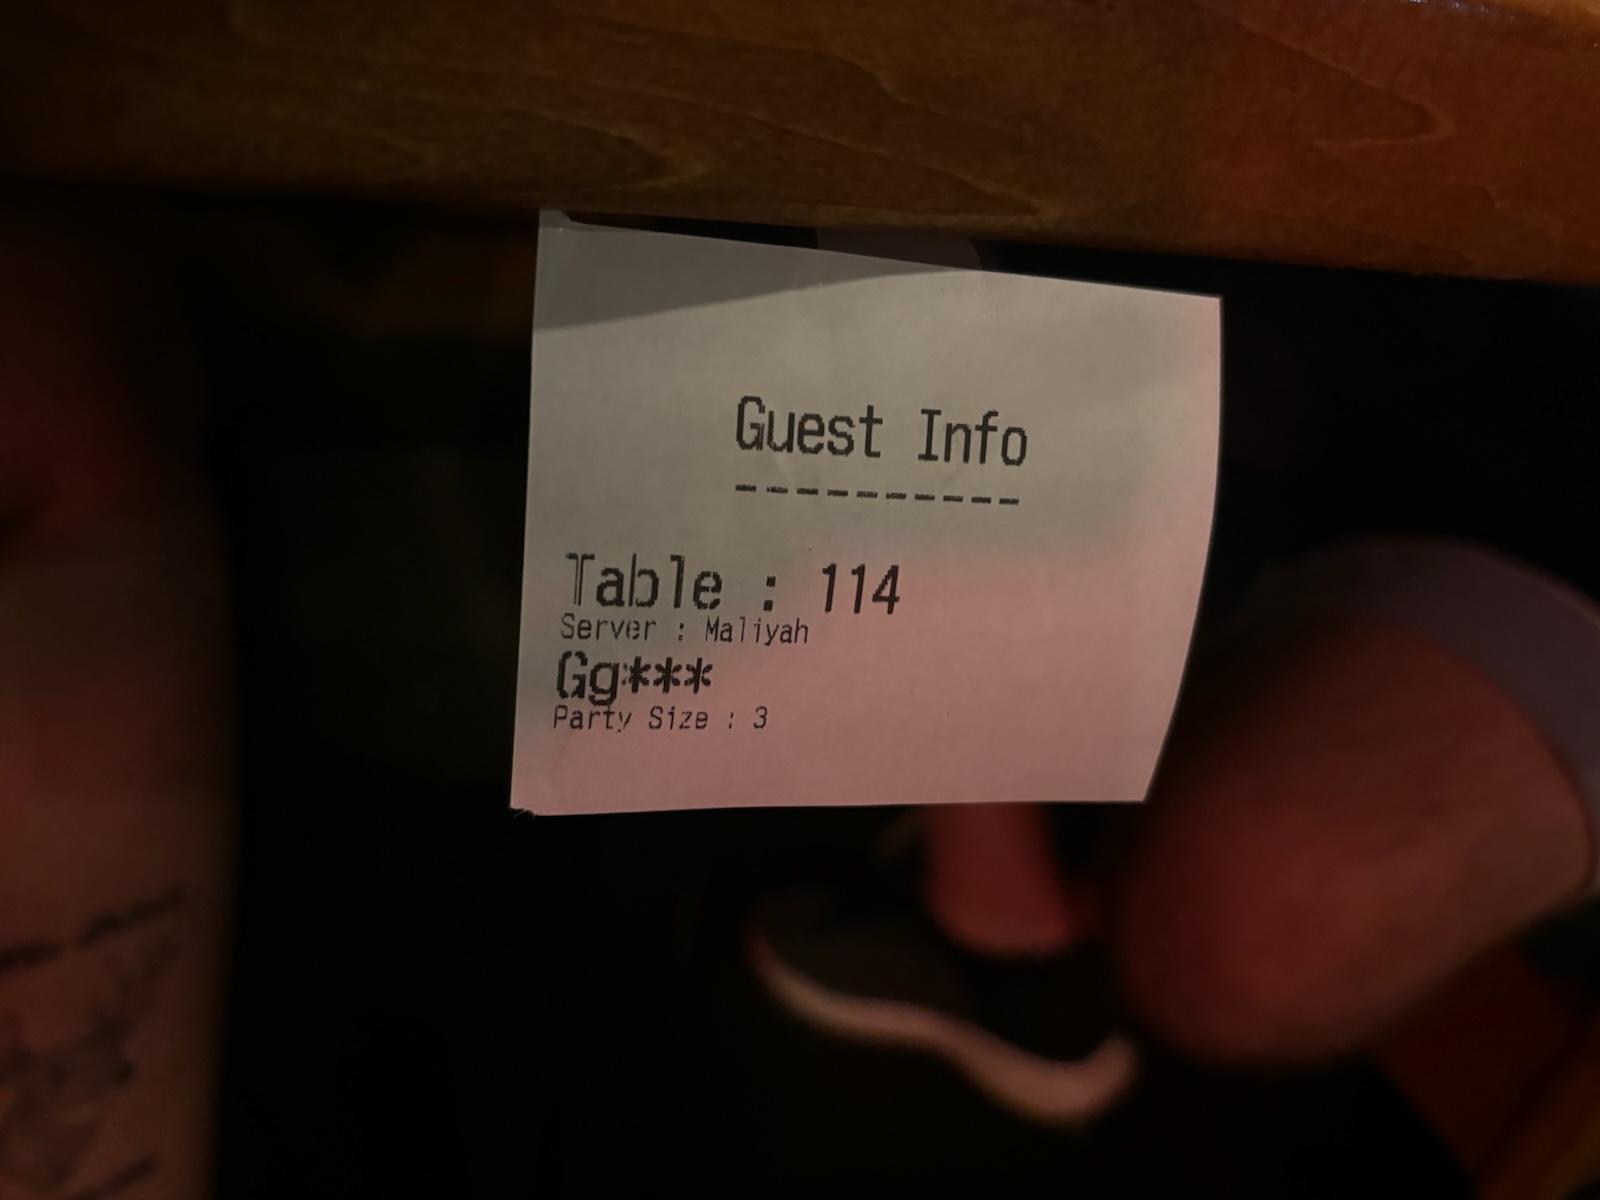 Guest Info
----------
Table : 114
Server : Maliyah
Gg***
Party Size : 3